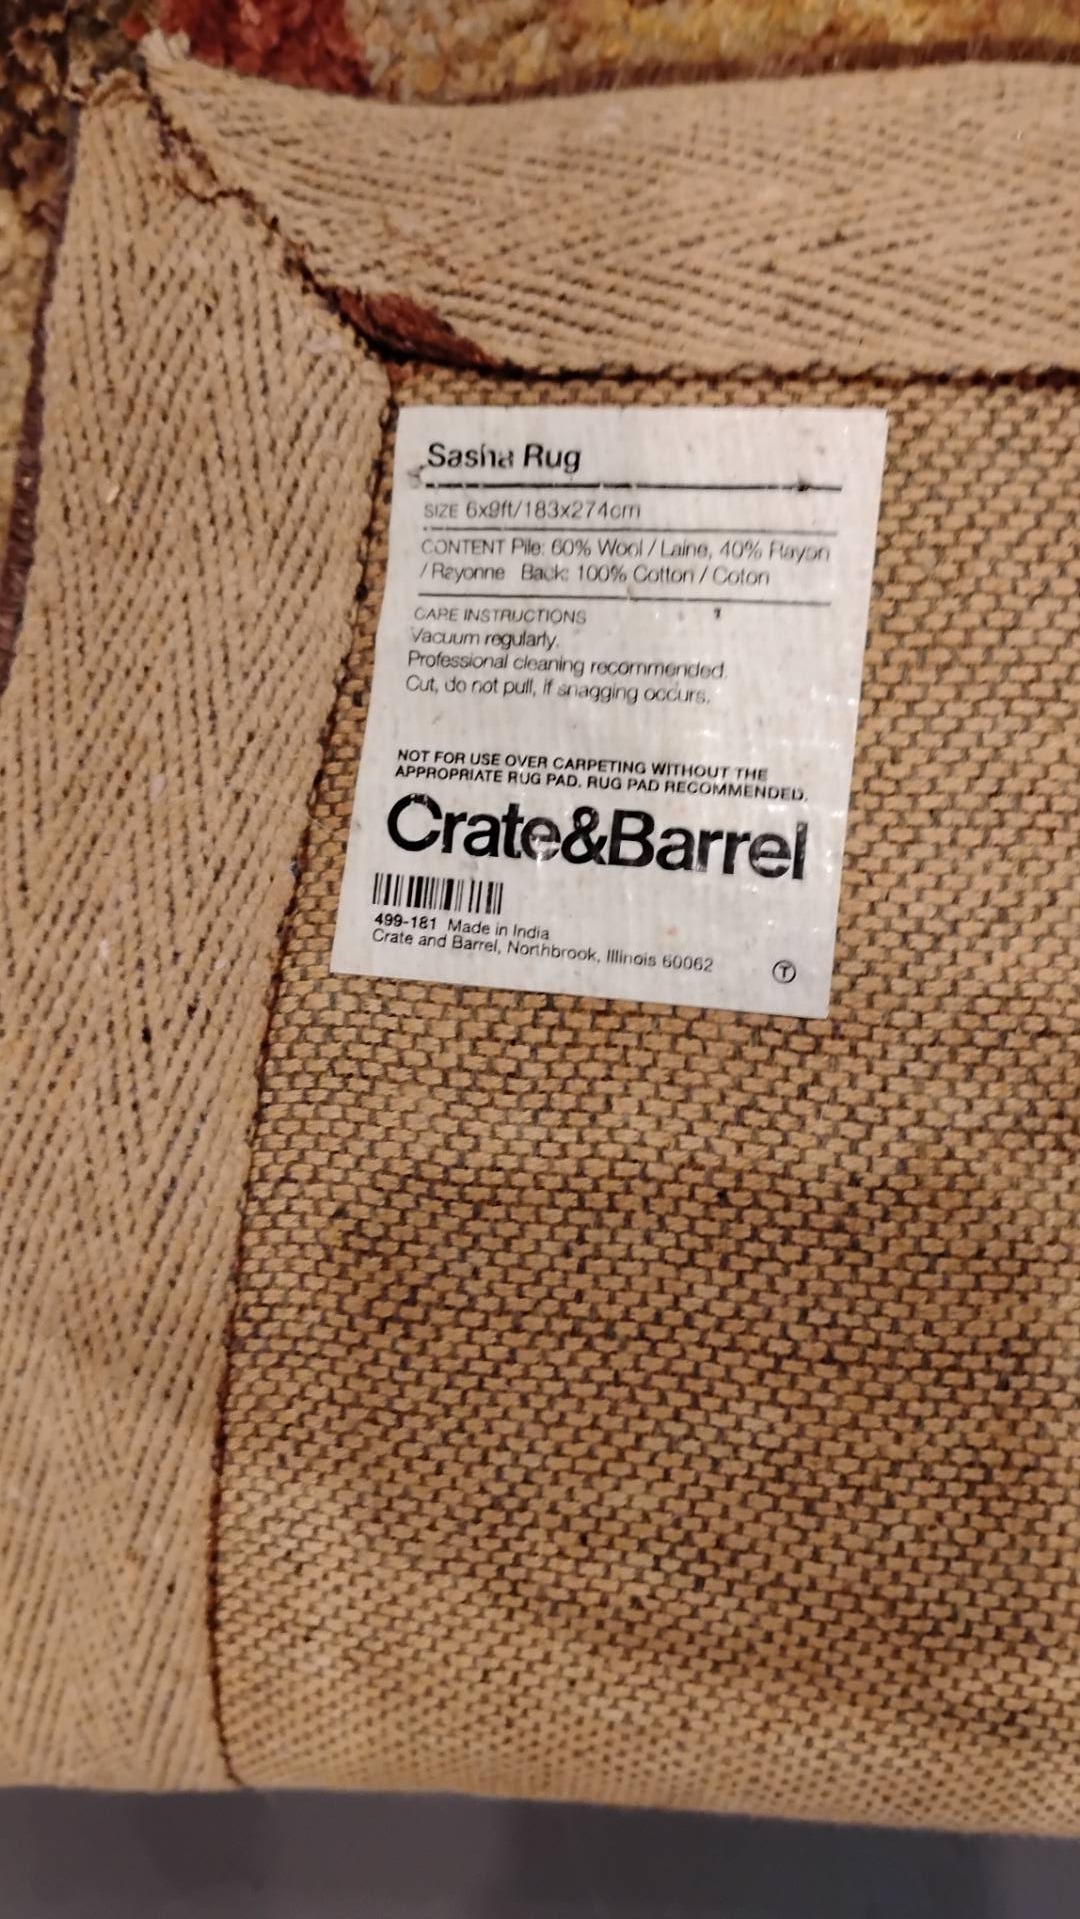 Sasha Rug
SIZE 6x9ft/183x274cm
CONTENT Pile: 60% Wool / Laine, 40% Rayon
/ Rayonne Back: 100% Cotton / Coton
CARE INSTRUCTIONS
Vacuum regularly.
Professional cleaning recommended.
Cut, do not pull, if snagging occurs.
NOT FOR USE OVER CARPETING WITHOUT THE
APPROPRIATE RUG PAD. RUG PAD RECOMMENDED.
Crate&Barrel
499-181 Made in India
Crate and Barrel, Northbrook, Illinois 60062
T